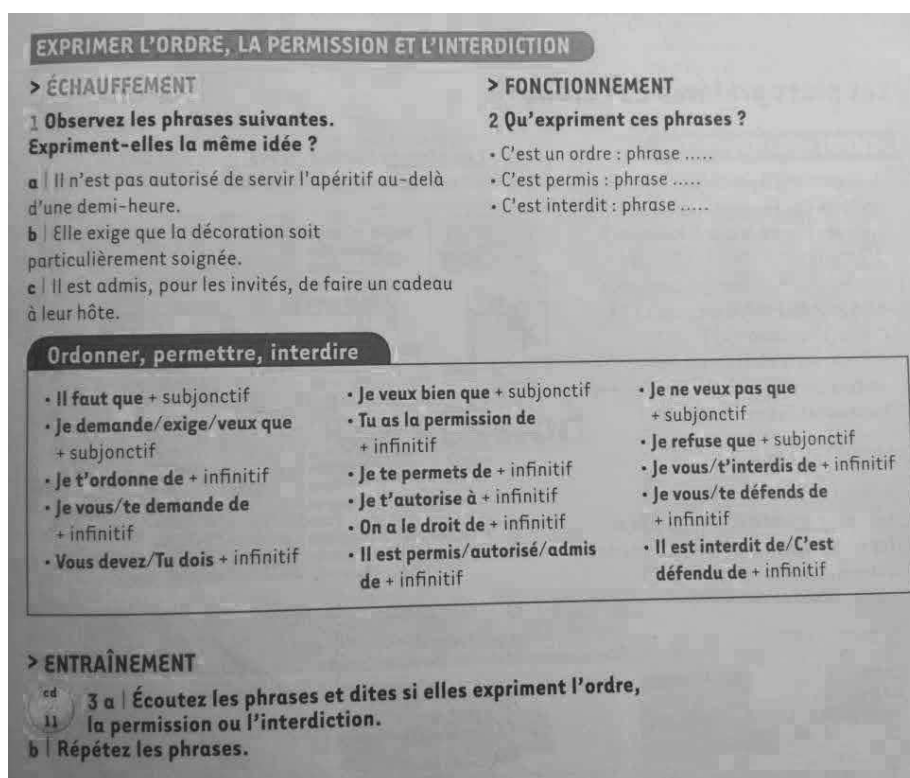 EXPRIMER L'ORDRE, LA PERMISSION ET L'INTERDICTION
> ÉCHAUFFEMENT
1 Observez les phrases suivantes.
Expriment-elles la même idée ?
a | Il n'est pas autorisé de servir l'apéritif au-delà
d'une demi-heure.
b | Elle exige que la décoration soit
particulièrement soignée.
c | Il est admis, pour les invités, de faire un cadeau
à leur hôte.
> FONCTIONNEMENT
2 Qu'expriment ces phrases ?
• C'est un ordre : phrase .....
• C'est permis : phrase .....
• C'est interdit : phrase .....
Ordonner, permettre, interdire
• Il faut que + subjonctif
• Je demande/exige/veux que
+ subjonctif
• Je t'ordonne de + infinitif
• Je vous/te demande de
+ infinitif
• Vous devez/Tu dois + infinitif
• Je veux bien que + subjonctif
• Tu as la permission de
+ infinitif
• Je te permets de + infinitif
• Je t'autorise à + infinitif
• On a le droit de + infinitif
• Il est permis/autorisé/admis
de + infinitif
• Je ne veux pas que
+ subjonctif
• Je refuse que + subjonctif
• Je vous/t'interdis de + infinitif
• Je vous/te défends de
+ infinitif
• Il est interdit de/C'est
défendu de + infinitif
> ENTRAÎNEMENT
cd
11
3 a | Écoutez les phrases et dites si elles expriment l'ordre,
la permission ou l'interdiction.
b | Répétez les phrases.